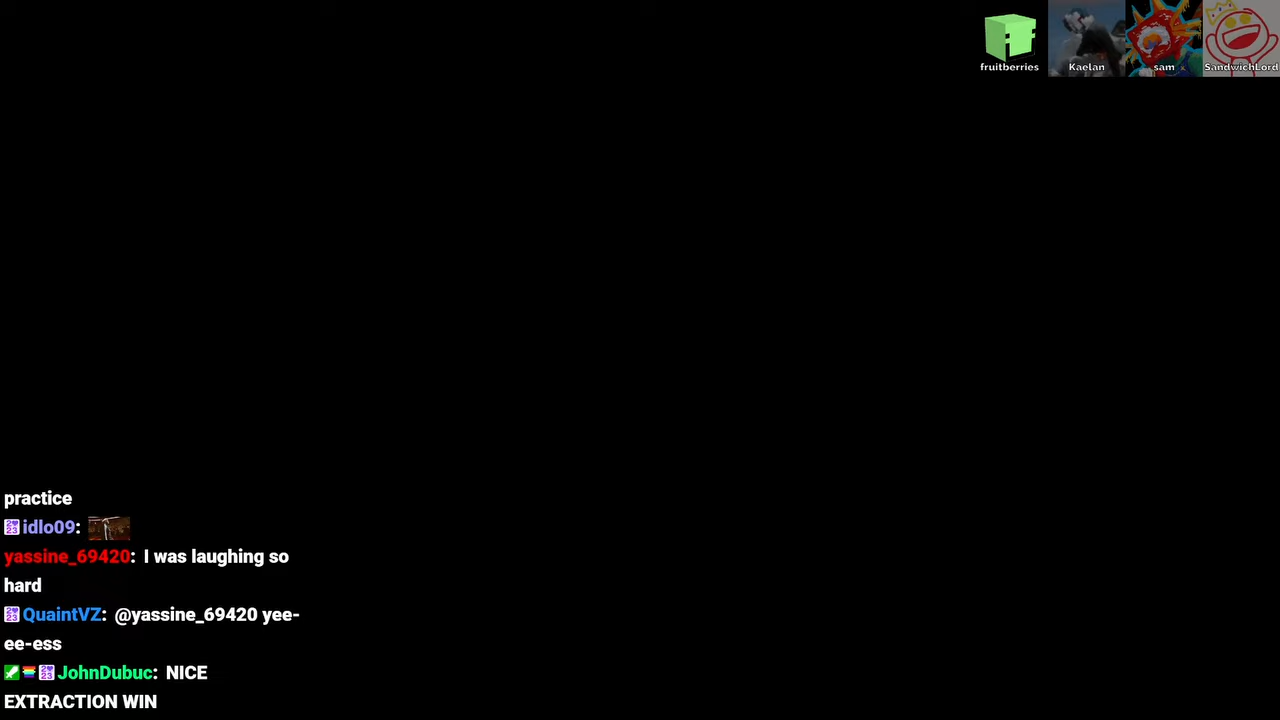 fruitberries Kaelan sam SandwichLord
practice
idlo09:
yassine_69420: I was laughing so
hard
QuaintVZ: @yassine_69420 yee-
ee-ess
JohnDubuc: NICE
EXTRACTION WIN